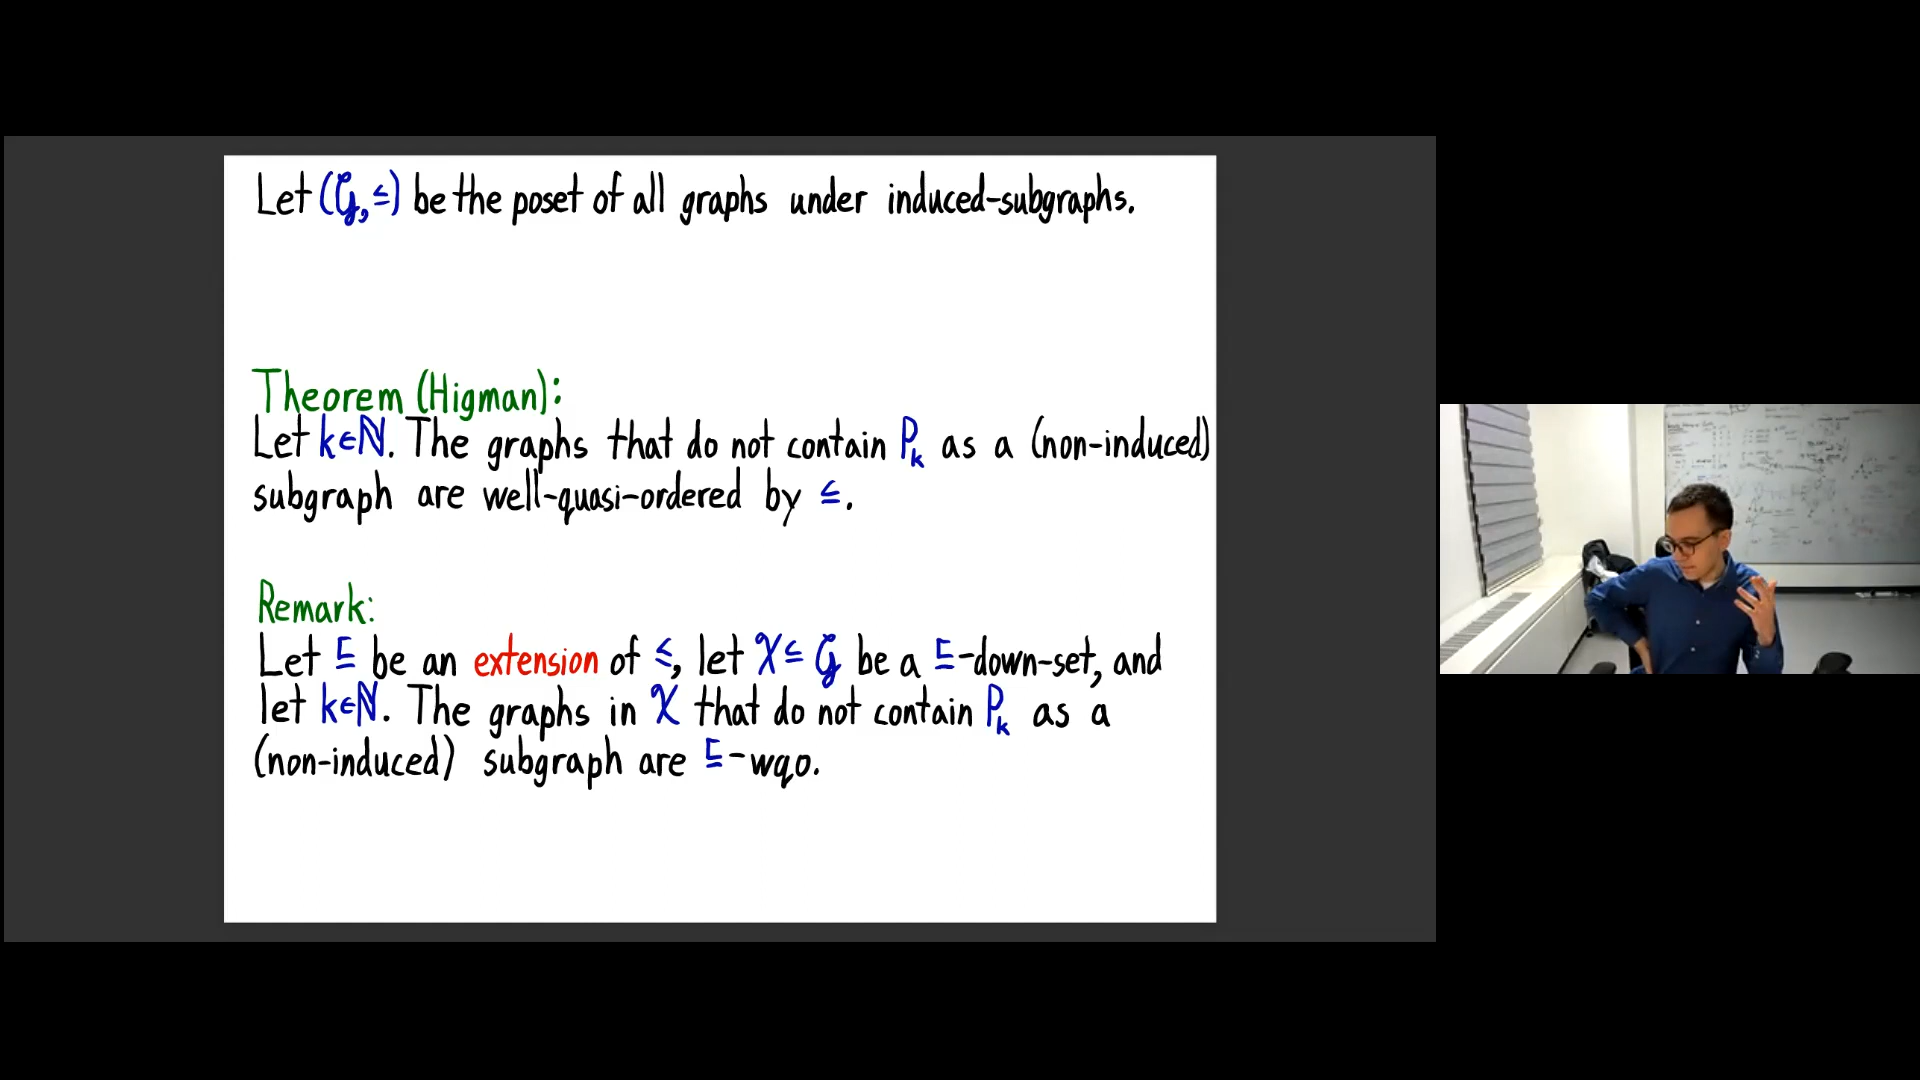 Let (𝒢, ≤) be the poset of all graphs under induced-subgraphs.
Theorem (Higman):
Let k∈ℕ. The graphs that do not contain Pₖ as a (non-induced)
subgraph are well-quasi-ordered by ≤.
Remark:
Let ⊑ be an extension of ≤, let χ ⊆ 𝒢 be a ⊑-down-set, and
let k∈ℕ. The graphs in χ that do not contain Pₖ as a
(non-induced) subgraph are ⊑-wqo.